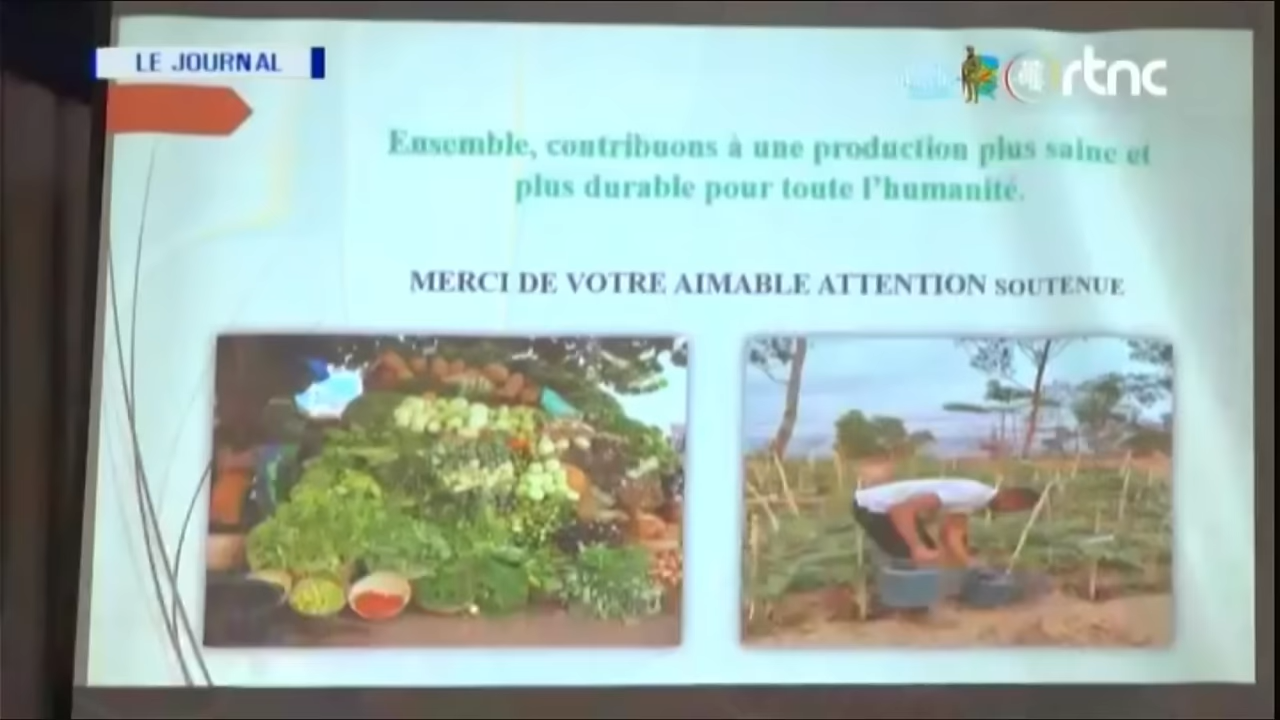 LE JOURNAL
rtnc
Ensemble, contribuons à une production plus saine et
plus durable pour toute l'humanité.
MERCI DE VOTRE AIMABLE ATTENTION SOUTENUE